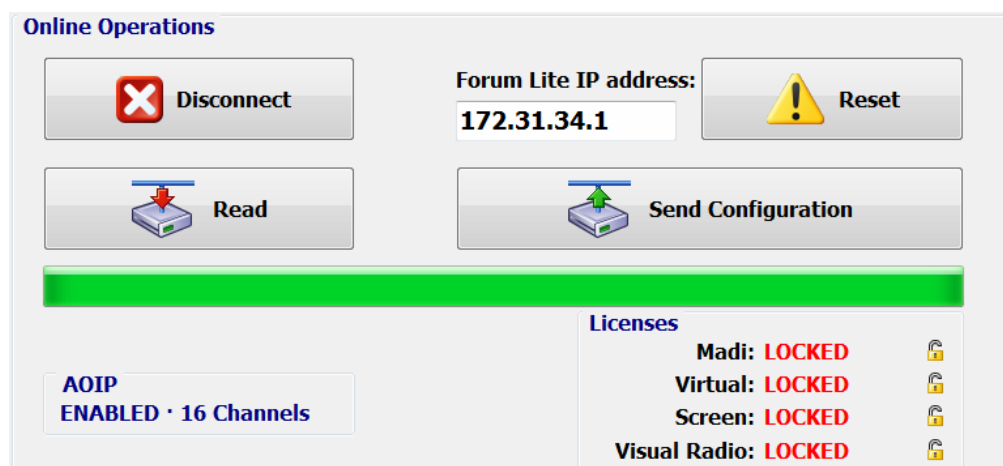 Online Operations
Disconnect
Forum Lite IP address:
172.31.34.1
Reset
Read
Send Configuration
Licenses
Madi: LOCKED
Virtual: LOCKED
Screen: LOCKED
Visual Radio: LOCKED
AOIP
ENABLED · 16 Channels